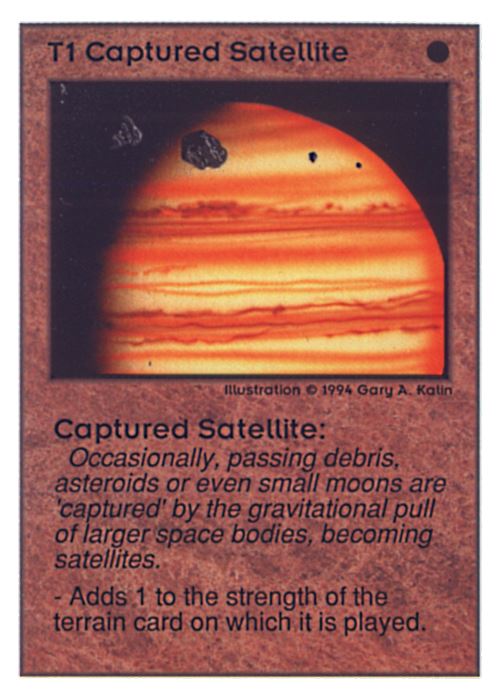 T1 Captured Satellite
Illustration © 1994 Gary A. Kalin
Captured Satellite:
Occasionally, passing debris,
asteroids or even small moons are
'captured' by the gravitational pull
of larger space bodies, becoming
satellites.
- Adds 1 to the strength of the
terrain card on which it is played.